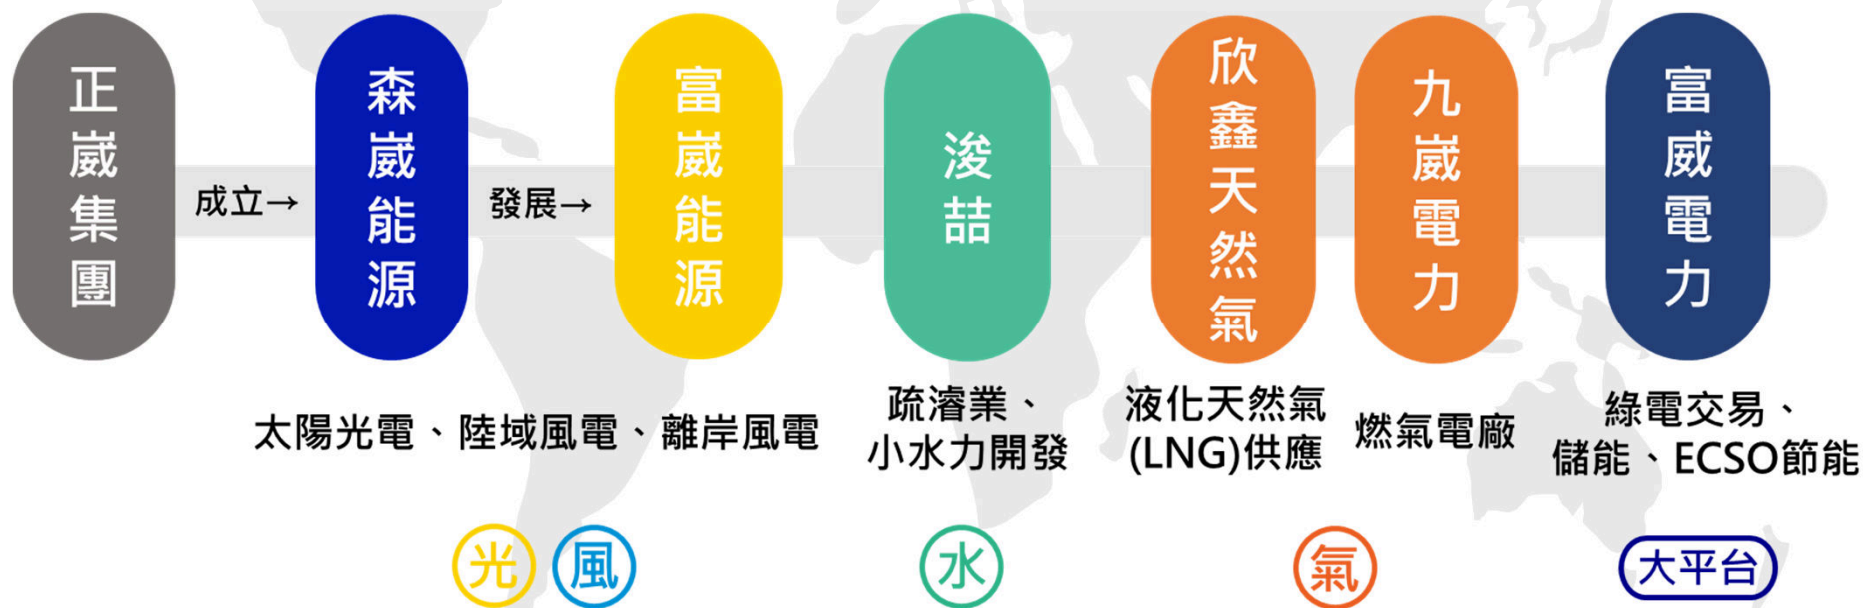 正崴集團
成立→
森崴能源
發展→
富崴能源
浚喆
欣鑫天然氣
九崴電力
富威電力
太陽光電、陸域風電、離岸風電
疏濬業、
小水力開發
液化天然氣
(LNG)供應
燃氣電廠
綠電交易、
儲能、ECSO節能
光
風
水
氣
大平台